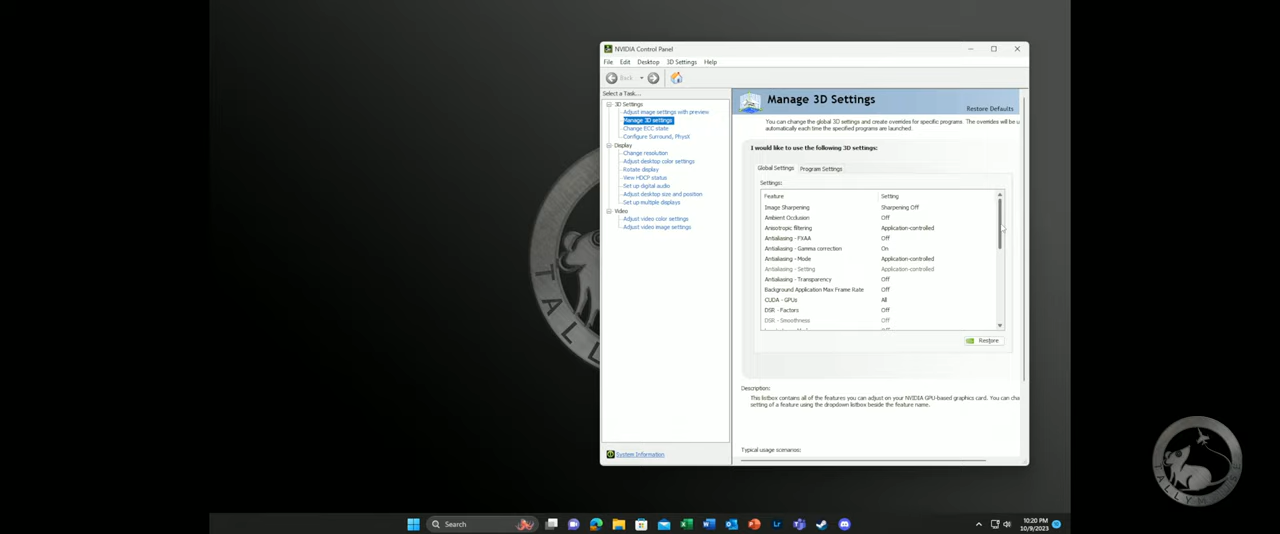 NVIDIA Control Panel
File Edit Desktop 3D Settings Help
Back
Select a Task...
3D Settings
Adjust image settings with preview
Manage 3D settings
Change ECC state
Configure Surround, PhysX
Display
Change resolution
Adjust desktop color settings
Rotate display
View HDCP status
Set up digital audio
Adjust desktop size and position
Set up multiple displays
Video
Adjust video color settings
Adjust video image settings
System Information
Manage 3D Settings
Restore Defaults
You can change the global 3D settings and create overrides for specific programs. The overrides will be u
automatically each time the specified programs are launched.
I would like to use the following 3D settings:
Global Settings Program Settings
Settings:
Feature Setting
Image Sharpening Sharpening Off
Ambient Occlusion Off
Anisotropic filtering Application-controlled
Antialiasing - FXAA Off
Antialiasing - Gamma correction On
Antialiasing - Mode Application-controlled
Antialiasing - Setting Application-controlled
Antialiasing - Transparency Off
Background Application Max Frame Rate Off
CUDA - GPUs All
DSR - Factors Off
DSR - Smoothness Off
Restore
Description:
This listbox contains all of the features you can adjust on your NVIDIA GPU-based graphics card. You can cha
setting of a feature using the dropdown listbox beside the feature name.
Typical usage scenarios:
TALLY
TALLYMOUSE
Search
10:20 PM
10/9/2023